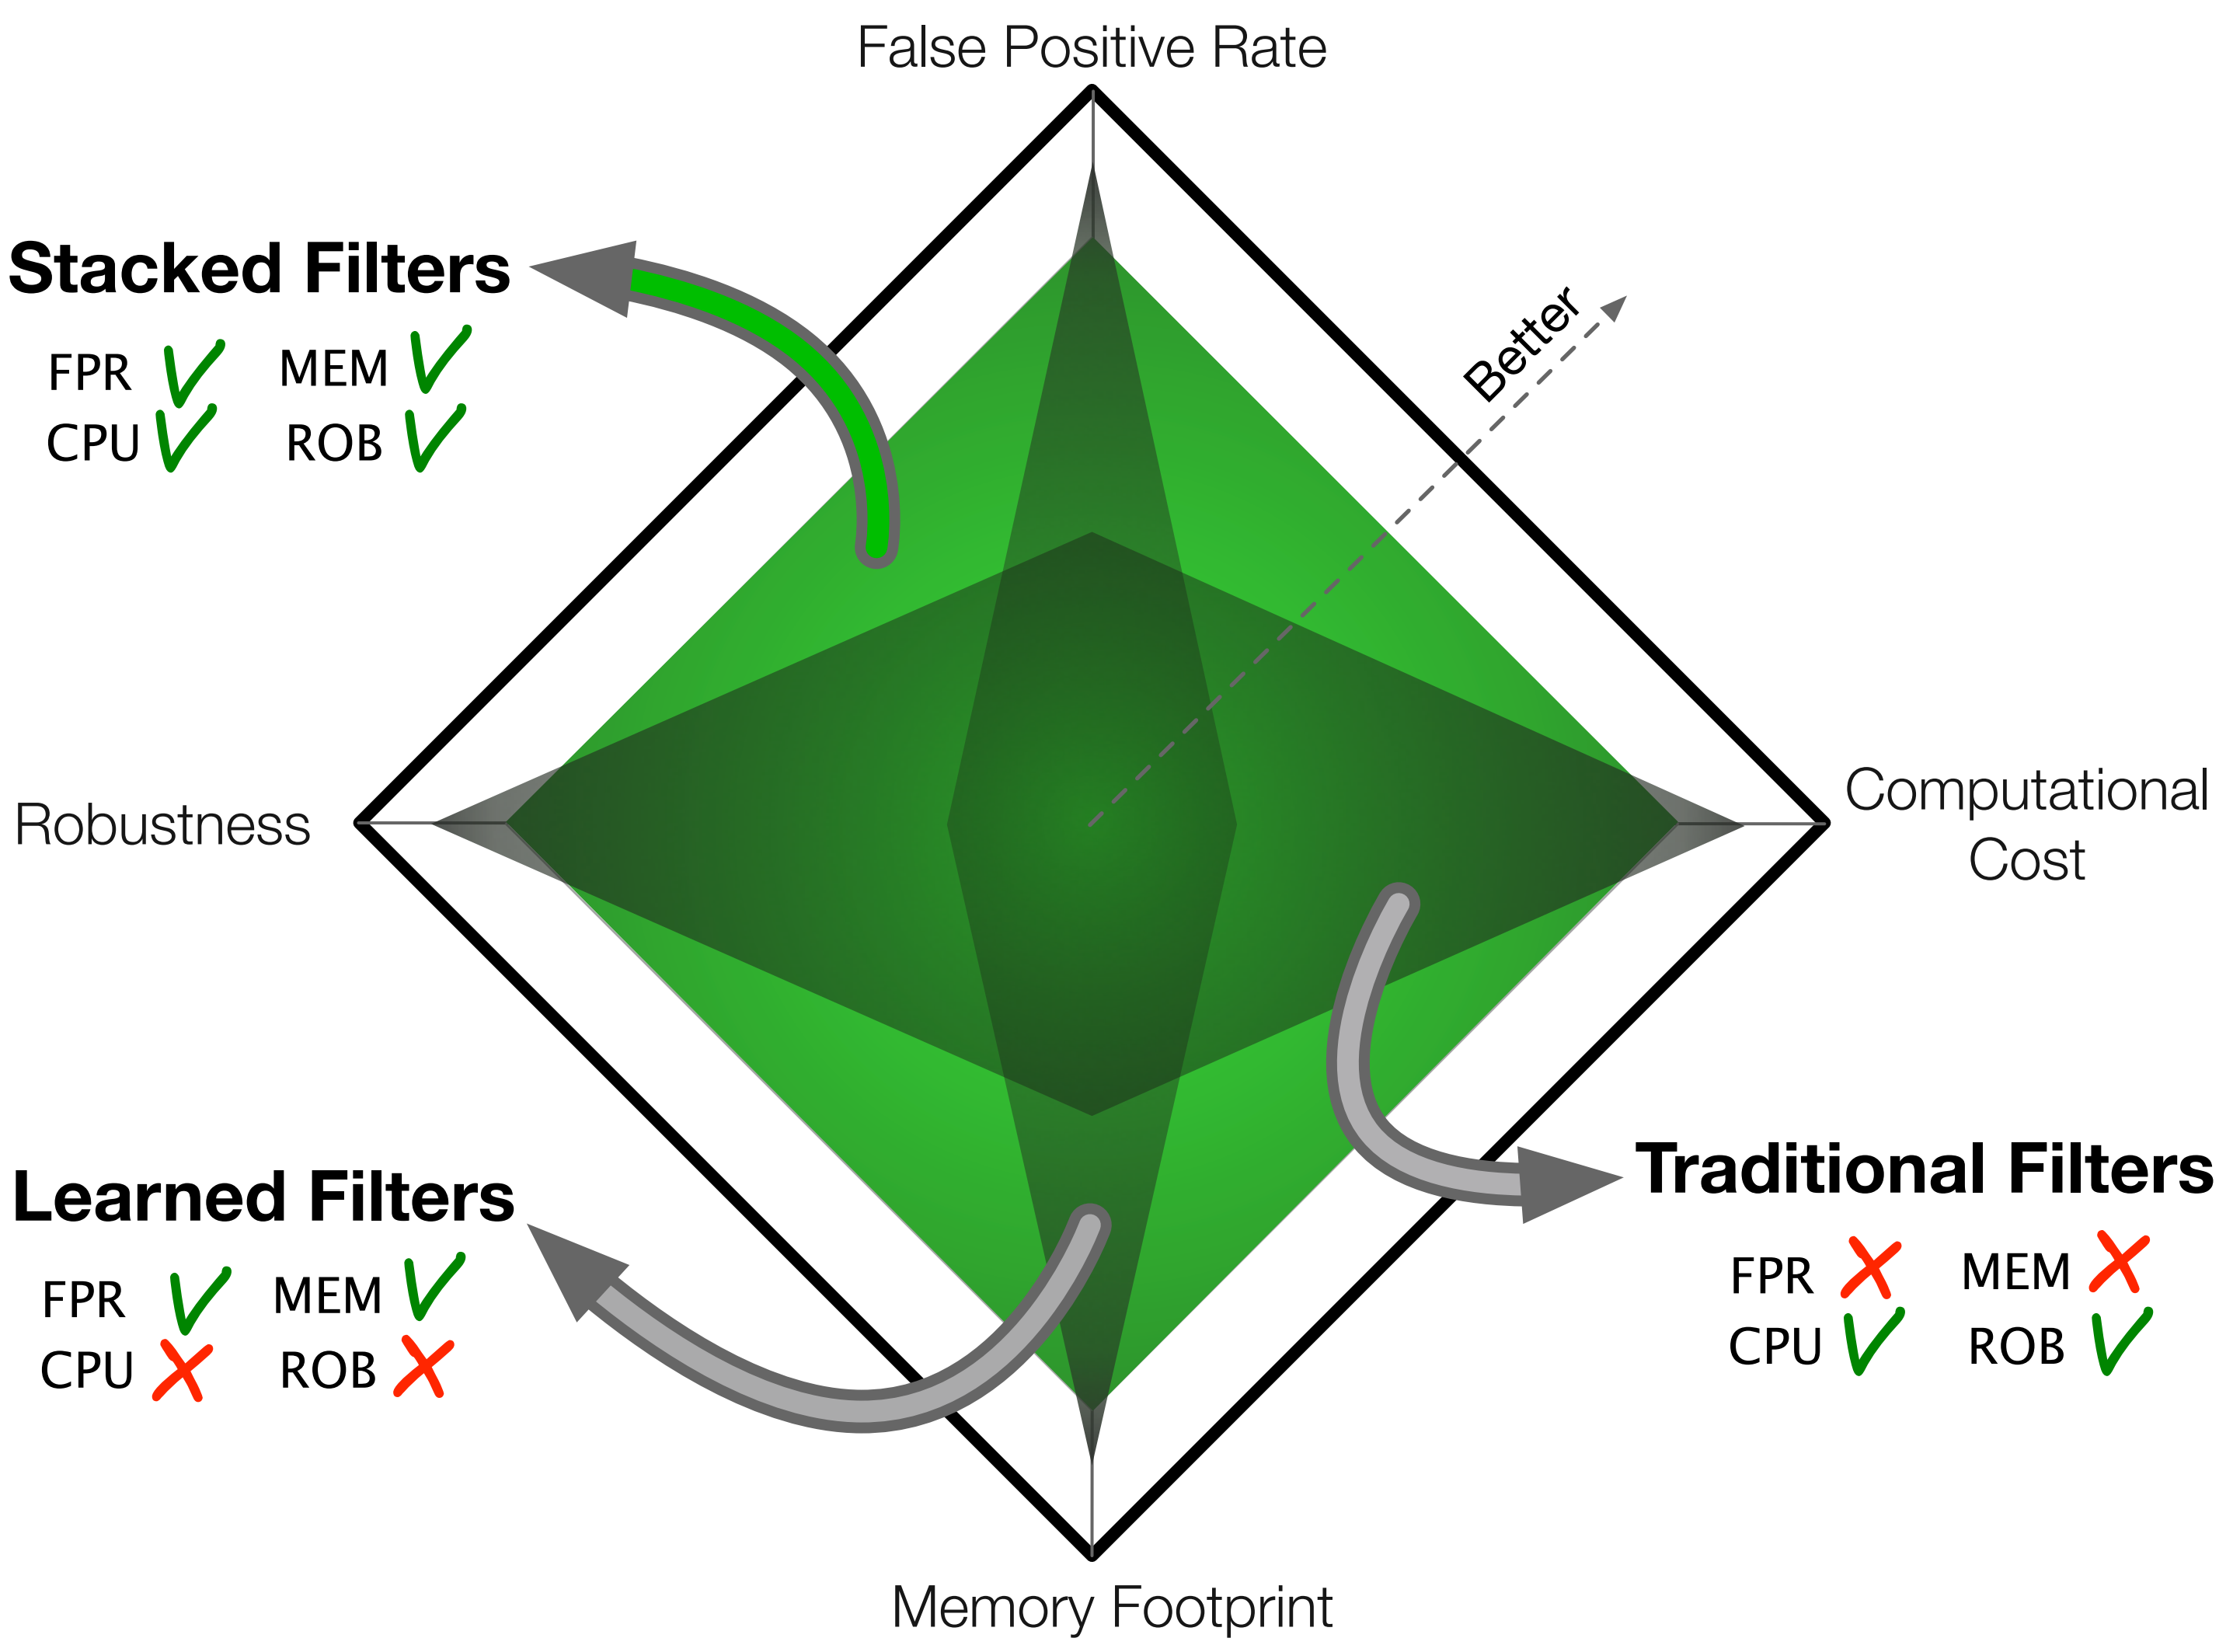 False Positive Rate
Stacked Filters
FPR MEM
CPU ROB
Better
Robustness
Computational
Cost
Learned Filters
FPR MEM
CPU ROB
Traditional Filters
FPR MEM
CPU ROB
Memory Footprint